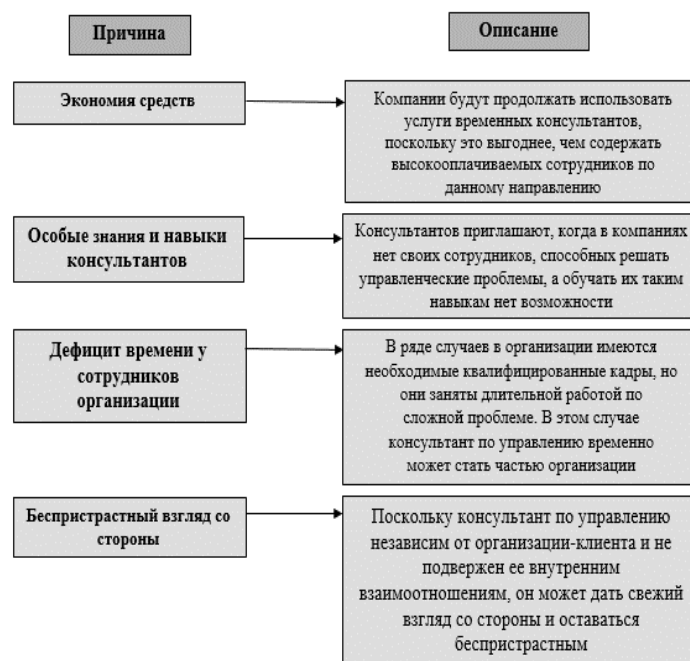 Причина
Описание
Экономия средств
Компании будут продолжать использовать
услуги временных консультантов,
поскольку это выгоднее, чем содержать
высокооплачиваемых сотрудников по
данному направлению
Особые знания и навыки
консультантов
Консультантов приглашают, когда в компаниях
нет своих сотрудников, способных решать
управленческие проблемы, а обучать их таким
навыкам нет возможности
Дефицит времени у
сотрудников
организации
В ряде случаев в организации имеются
необходимые квалифицированные кадры, но
они заняты длительной работой по
сложной проблеме. В этом случае
консультант по управлению временно
может стать частью организации
Беспристрастный взгляд со
стороны
Поскольку консультант по управлению
независим от организации-клиента и не
подвержен ее внутренним
взаимоотношениям, он может дать свежий
взгляд со стороны и оставаться
беспристрастным